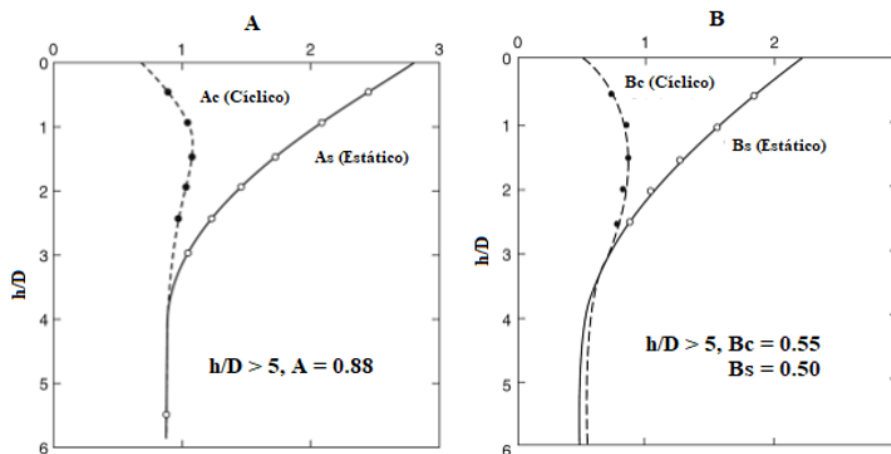 A
0 1 2 3
0
1
2
3
4
5
6
h/D
Ac (Cíclico)
As (Estático)
h/D > 5, A = 0.88
B
0 1 2
0
1
2
3
4
5
6
h/D
Bc (Cíclico)
Bs (Estático)
h/D > 5, Bc = 0.55
Bs = 0.50